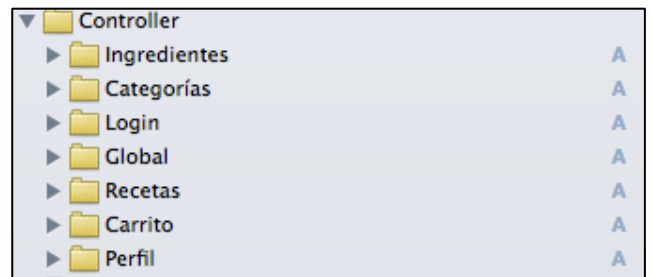 Controller
Ingredientes A
Categorías A
Login A
Global A
Recetas A
Carrito A
Perfil A